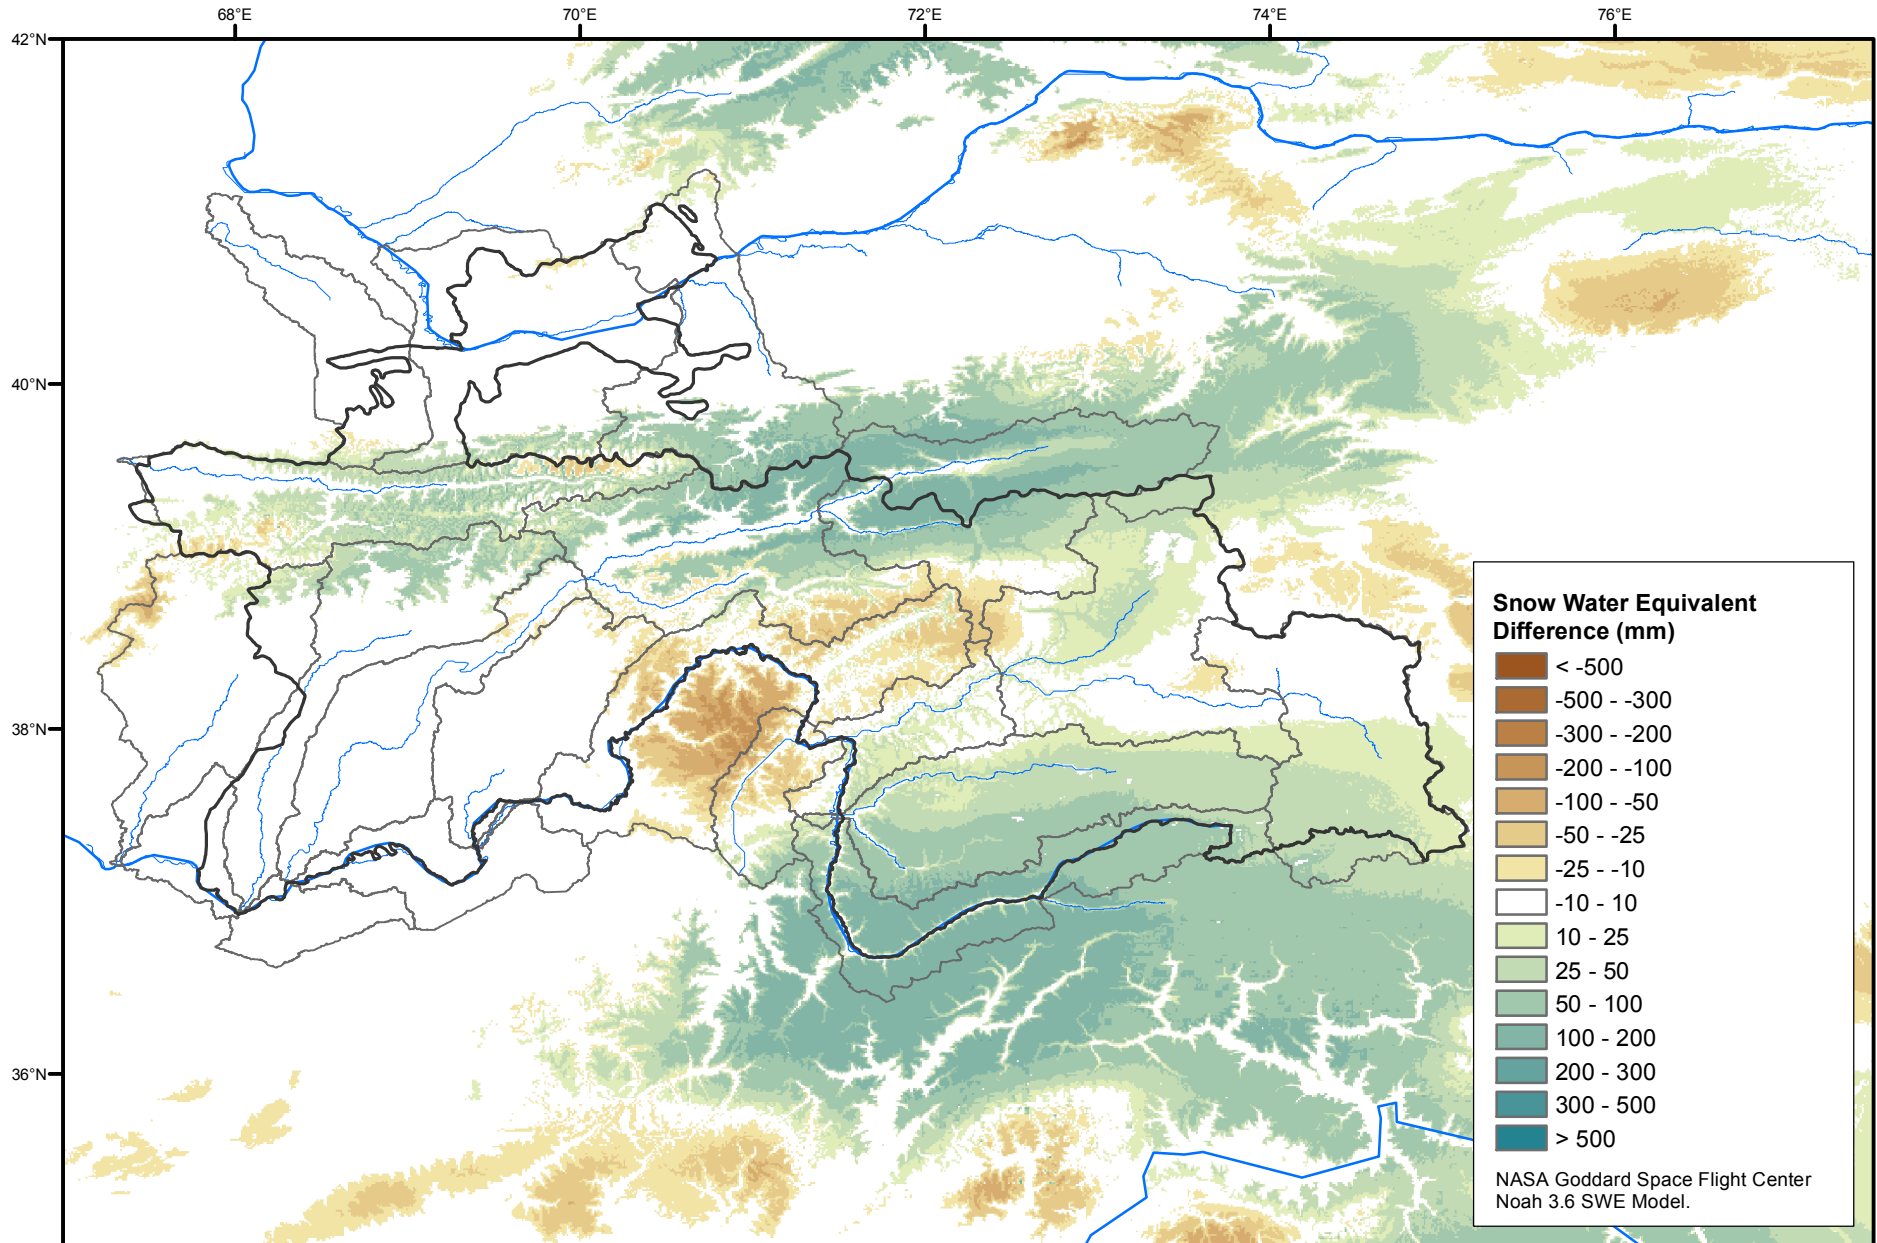 68°E
70°E
72°E
74°E
76°E
42°N
40°N
38°N
36°N
Snow Water Equivalent
Difference (mm)
< -500
-500 - -300
-300 - -200
-200 - -100
-100 - -50
-50 - -25
-25 - -10
-10 - 10
10 - 25
25 - 50
50 - 100
100 - 200
200 - 300
300 - 500
> 500
NASA Goddard Space Flight Center
Noah 3.6 SWE Model.